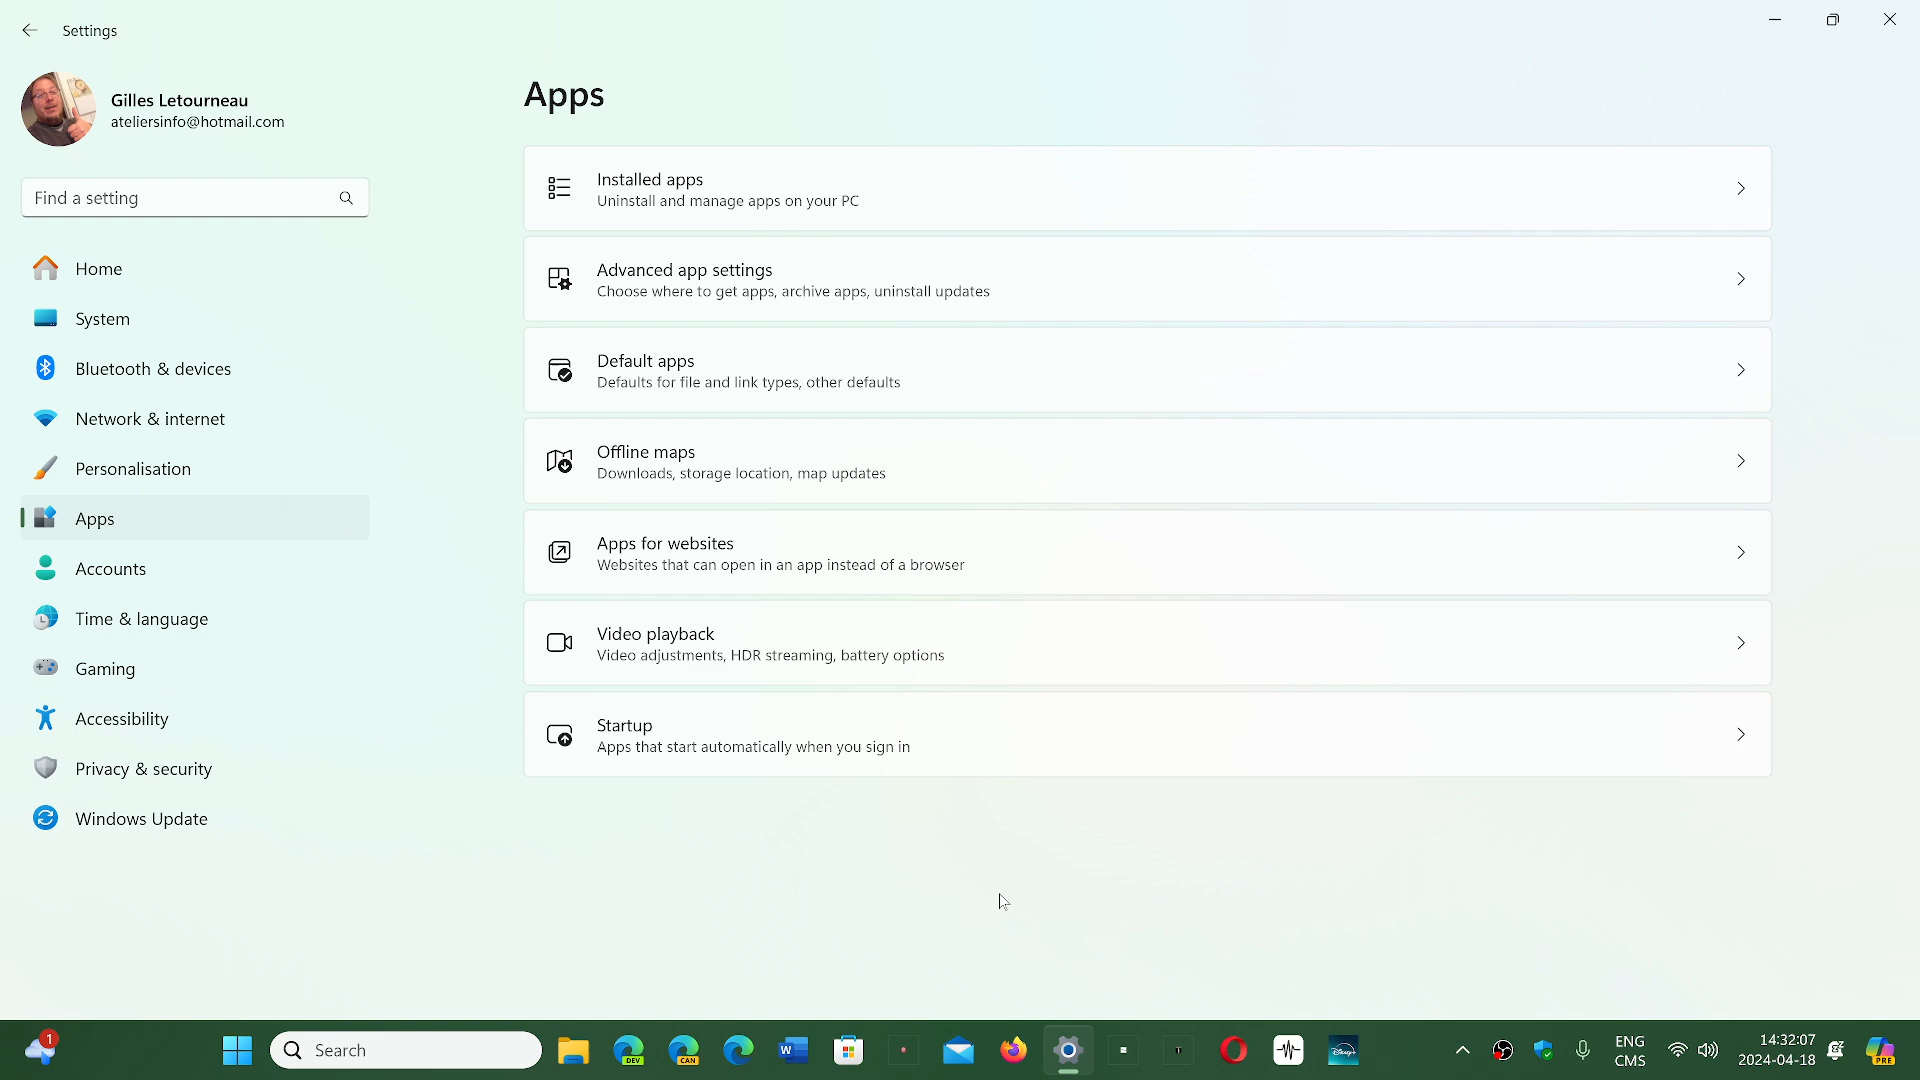 Settings
Gilles Letourneau
ateliersinfo@hotmail.com
Find a setting
Home
System
Bluetooth & devices
Network & internet
Personalisation
Apps
Accounts
Time & language
Gaming
Accessibility
Privacy & security
Windows Update
Apps
Installed apps
Uninstall and manage apps on your PC
Advanced app settings
Choose where to get apps, archive apps, uninstall updates
Default apps
Defaults for file and link types, other defaults
Offline maps
Downloads, storage location, map updates
Apps for websites
Websites that can open in an app instead of a browser
Video playback
Video adjustments, HDR streaming, battery options
Startup
Apps that start automatically when you sign in
1
Search
DEV
CAN
W
Disney+
ENG
CMS
14:32:07
2024-04-18
PRE